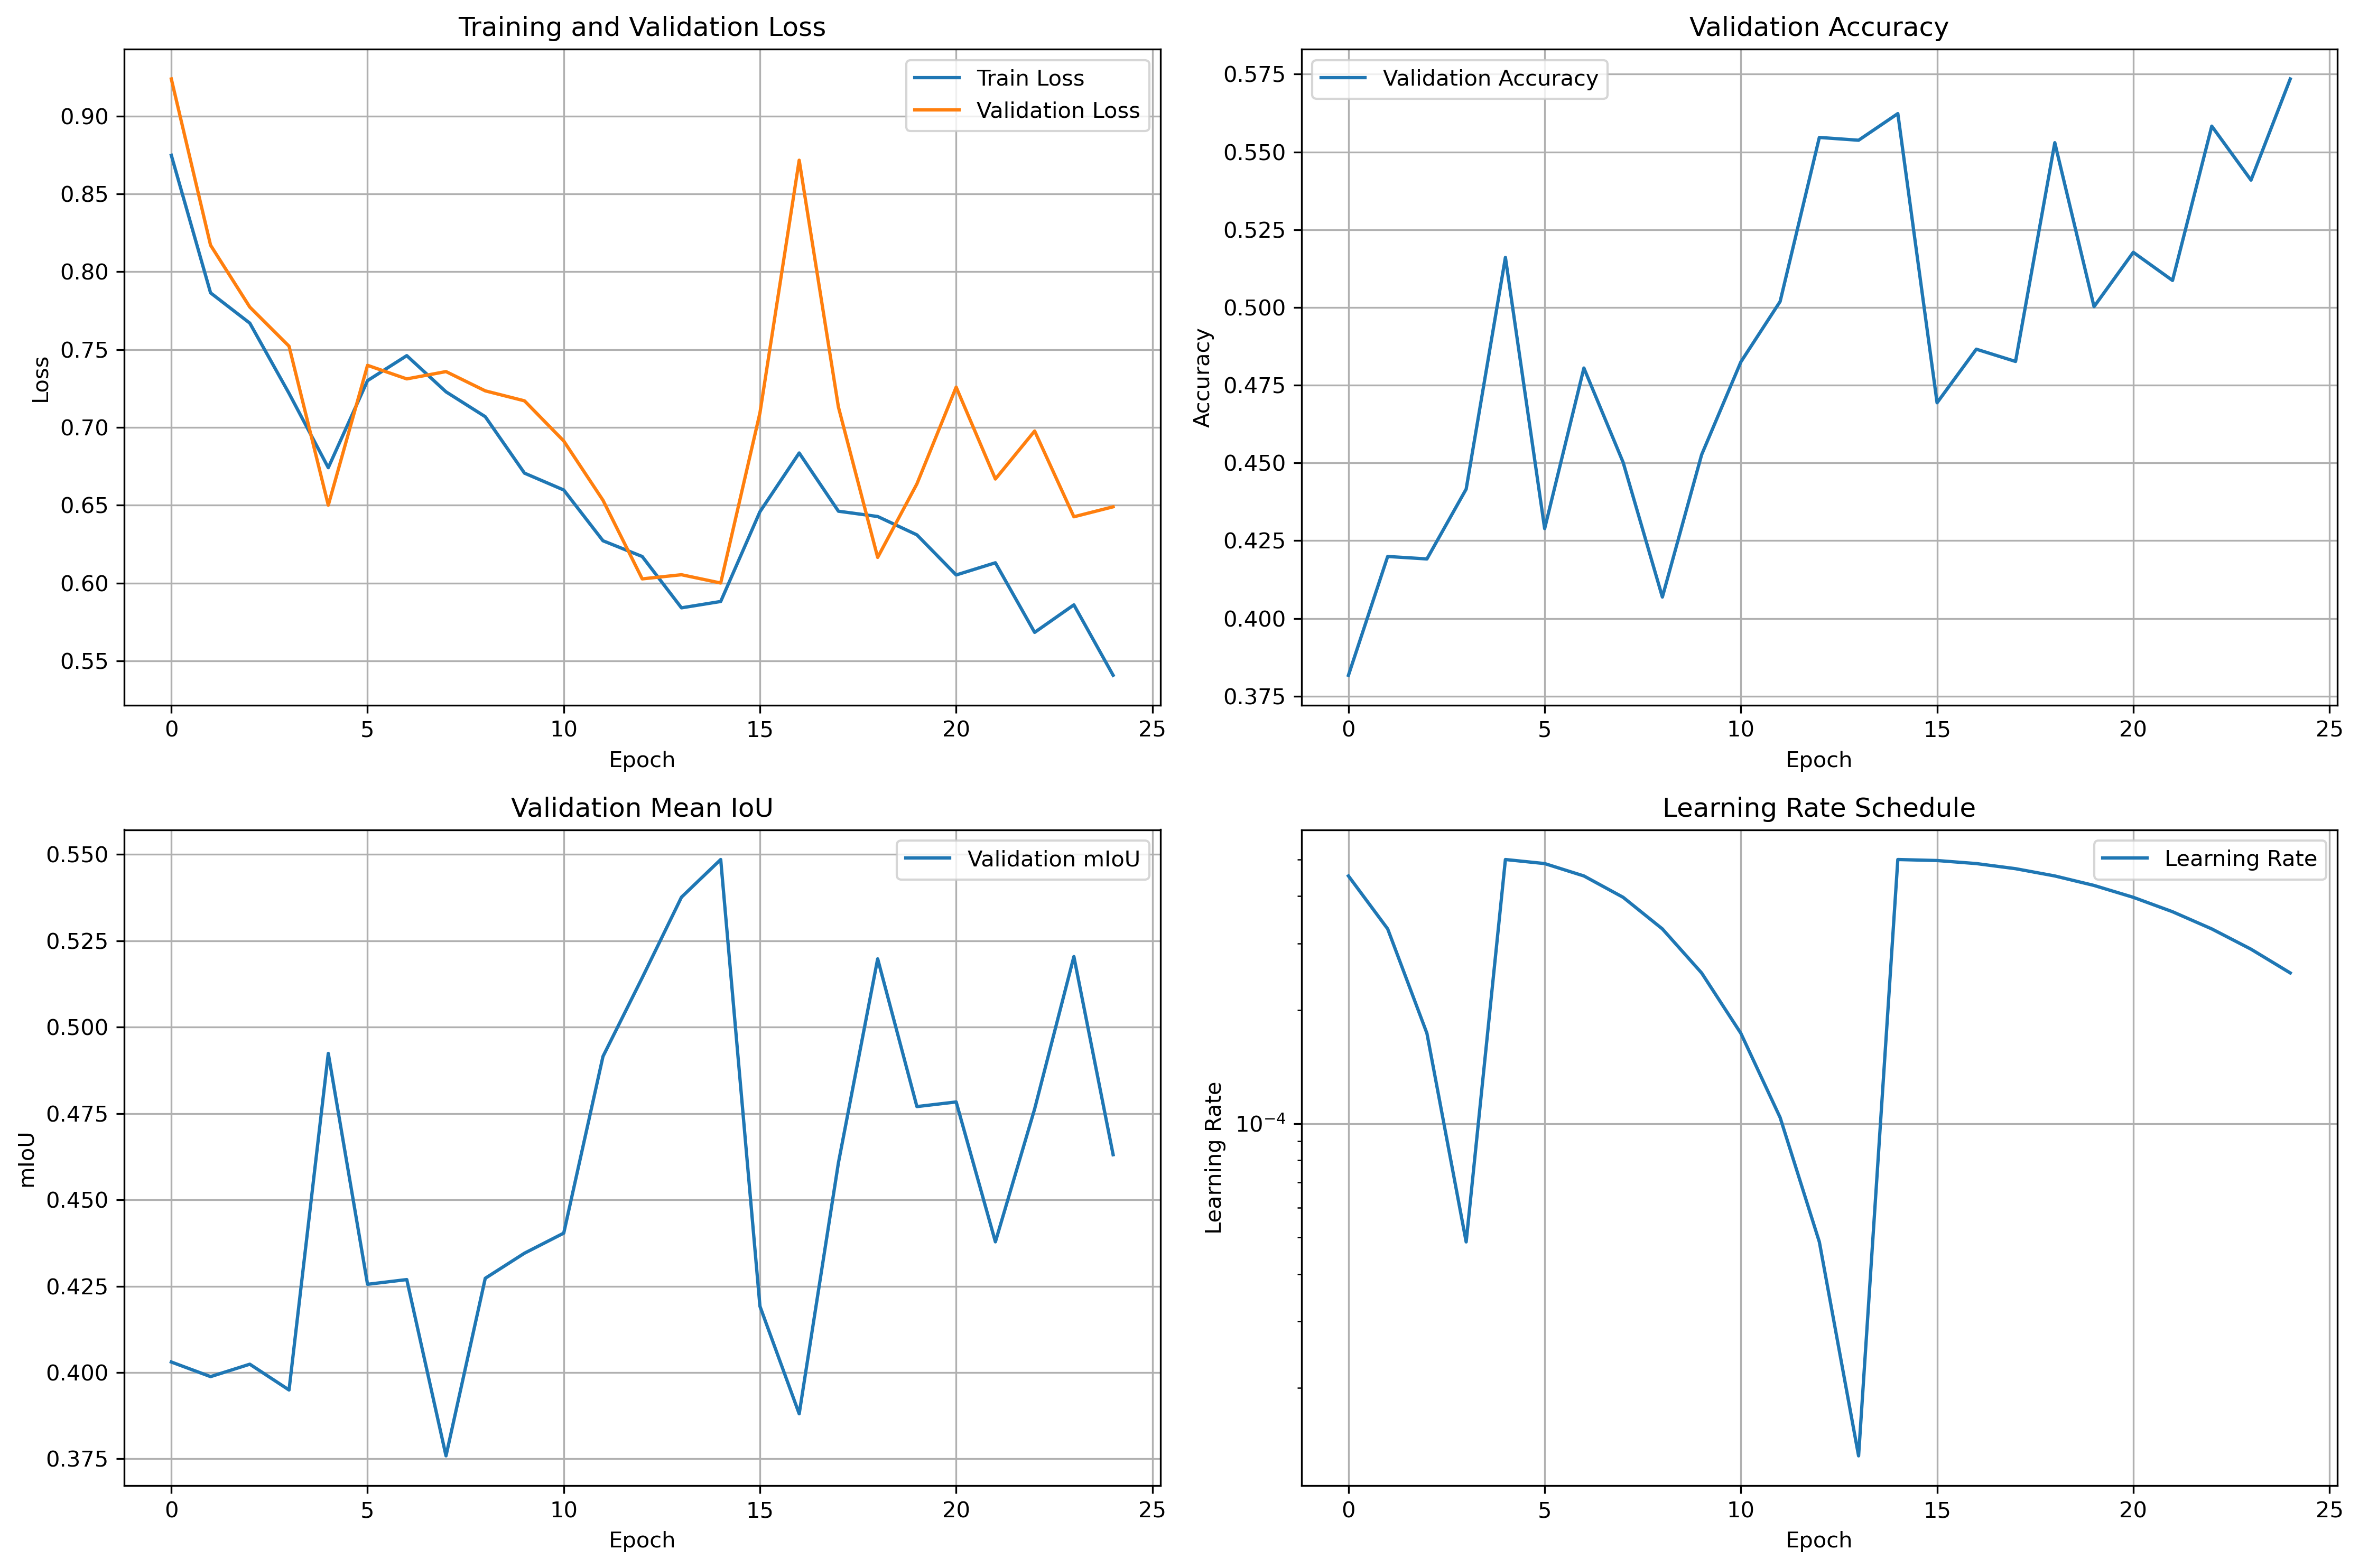 Training and Validation Loss
Train Loss
Validation Loss
0.90
0.85
0.80
0.75
0.70
0.65
0.60
0.55
Loss
0 5 10 15 20 25
Epoch
Validation Accuracy
Validation Accuracy
0.575
0.550
0.525
0.500
0.475
0.450
0.425
0.400
0.375
Accuracy
0 5 10 15 20 25
Epoch
Validation Mean IoU
Validation mIoU
0.550
0.525
0.500
0.475
0.450
0.425
0.400
0.375
mIoU
0 5 10 15 20 25
Epoch
Learning Rate Schedule
Learning Rate
10⁻⁴
Learning Rate
0 5 10 15 20 25
Epoch